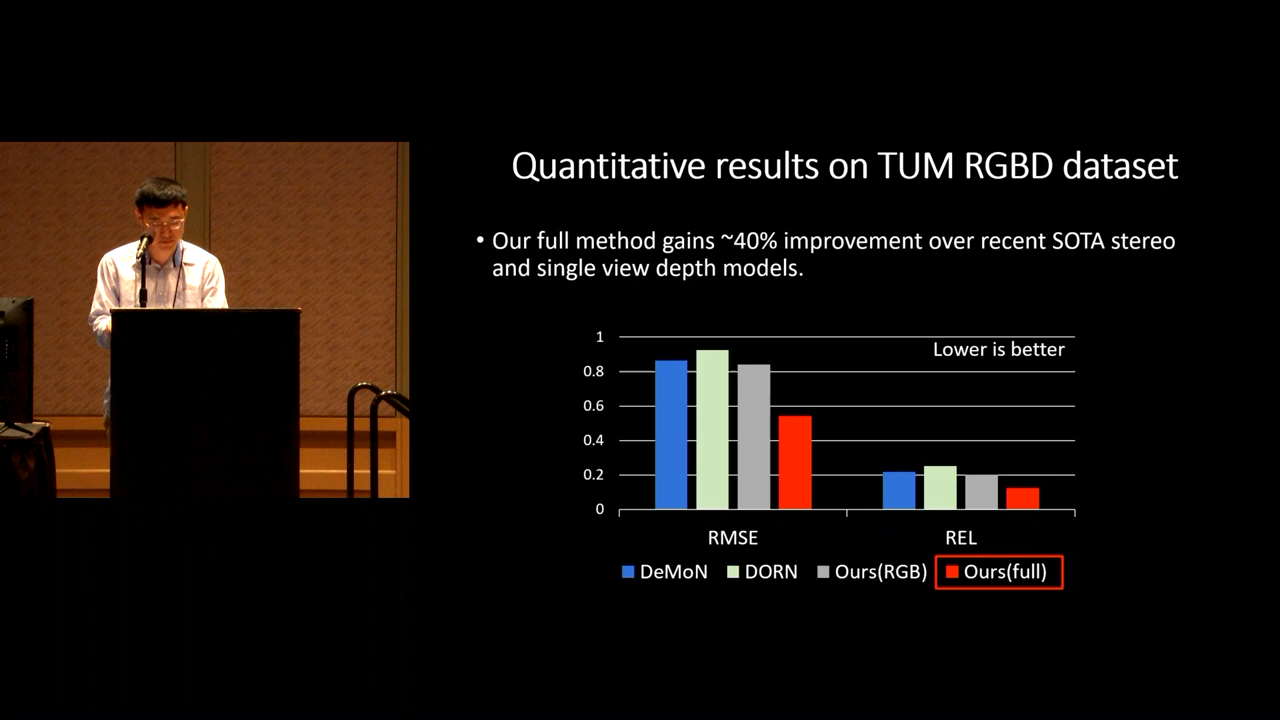 Quantitative results on TUM RGBD dataset
• Our full method gains ~40% improvement over recent SOTA stereo
and single view depth models.
1
Lower is better
0.8
0.6
0.4
0.2
0
RMSE REL
DeMoN DORN Ours(RGB) Ours(full)